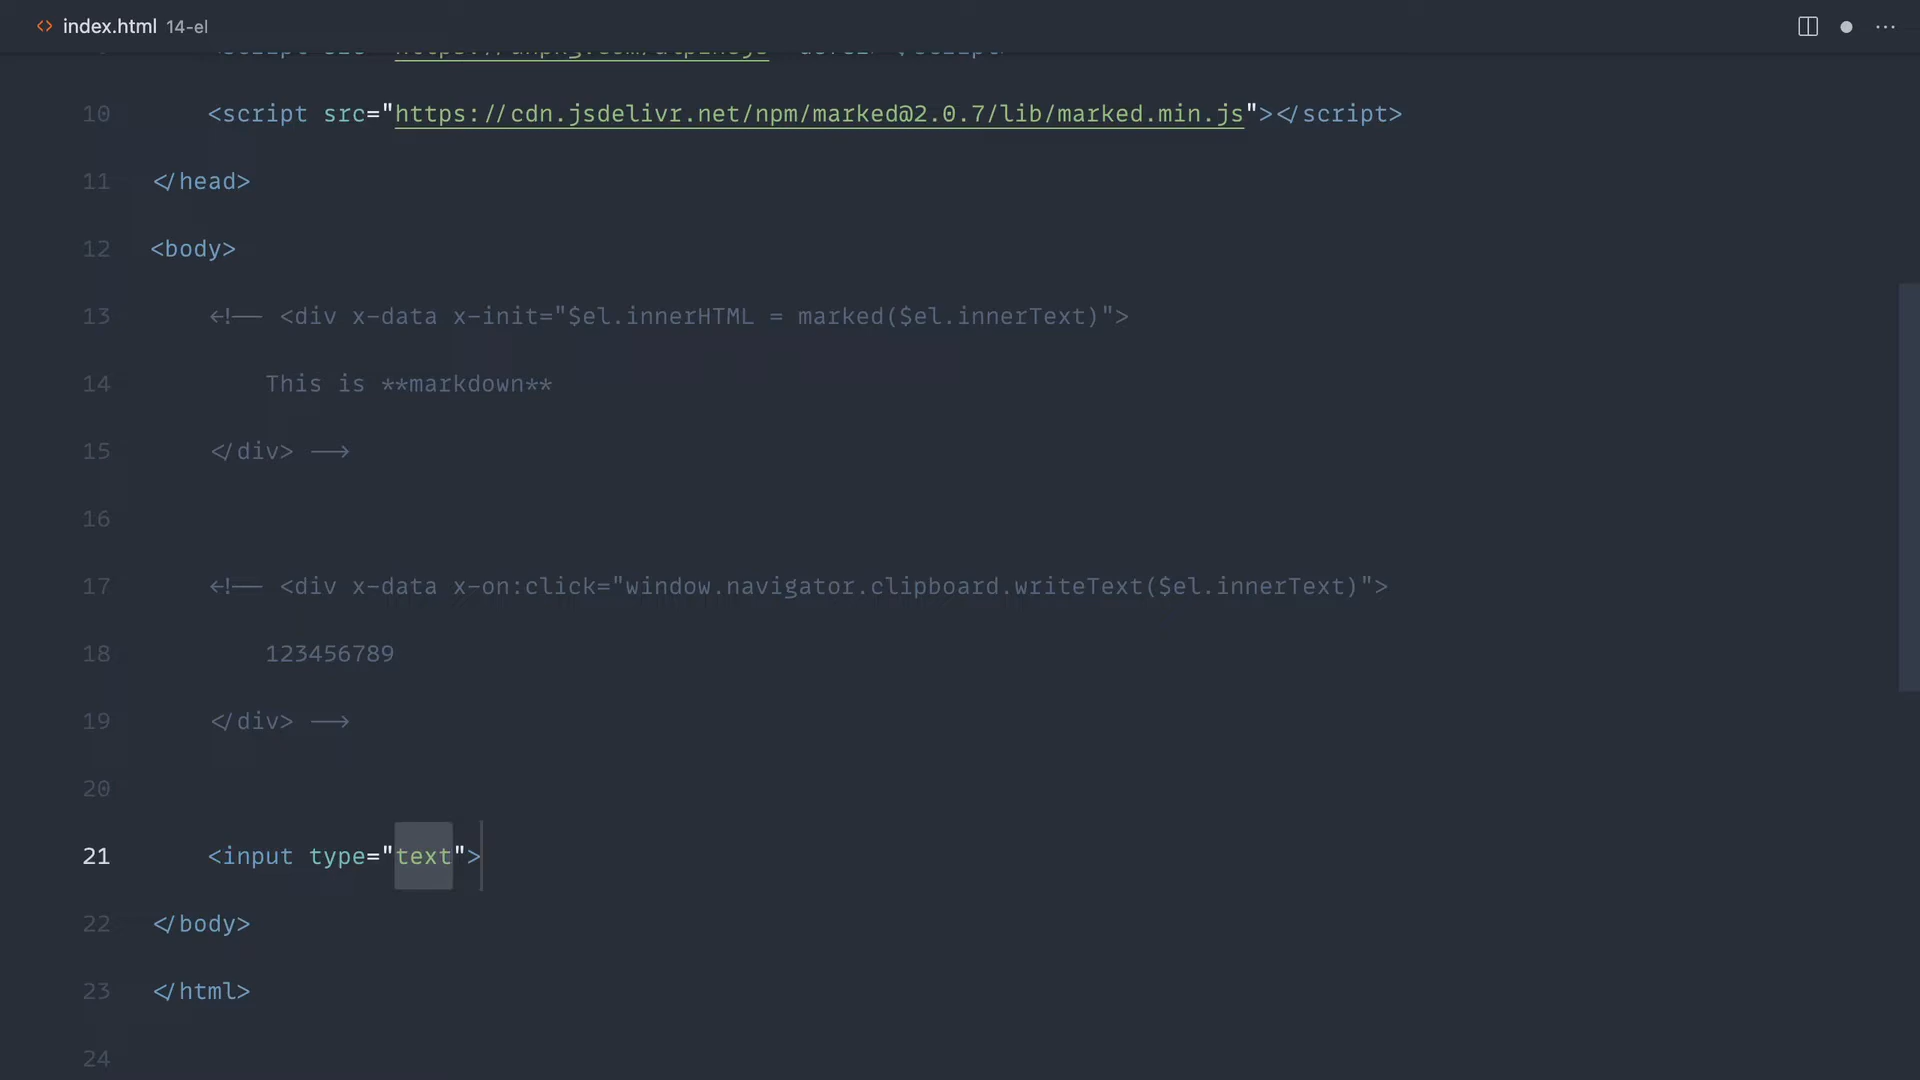 index.html 14-el
10 <script src="https://cdn.jsdelivr.net/npm/marked@2.0.7/lib/marked.min.js"></script>
11 </head>
12 <body>
13 <!-- <div x-data x-init="$el.innerHTML = marked($el.innerText)">
14 This is **markdown**
15 </div> -->
16
17 <!-- <div x-data x-on:click="window.navigator.clipboard.writeText($el.innerText)">
18 123456789
19 </div> -->
20
21 <input type="text">
22 </body>
23 </html>
24